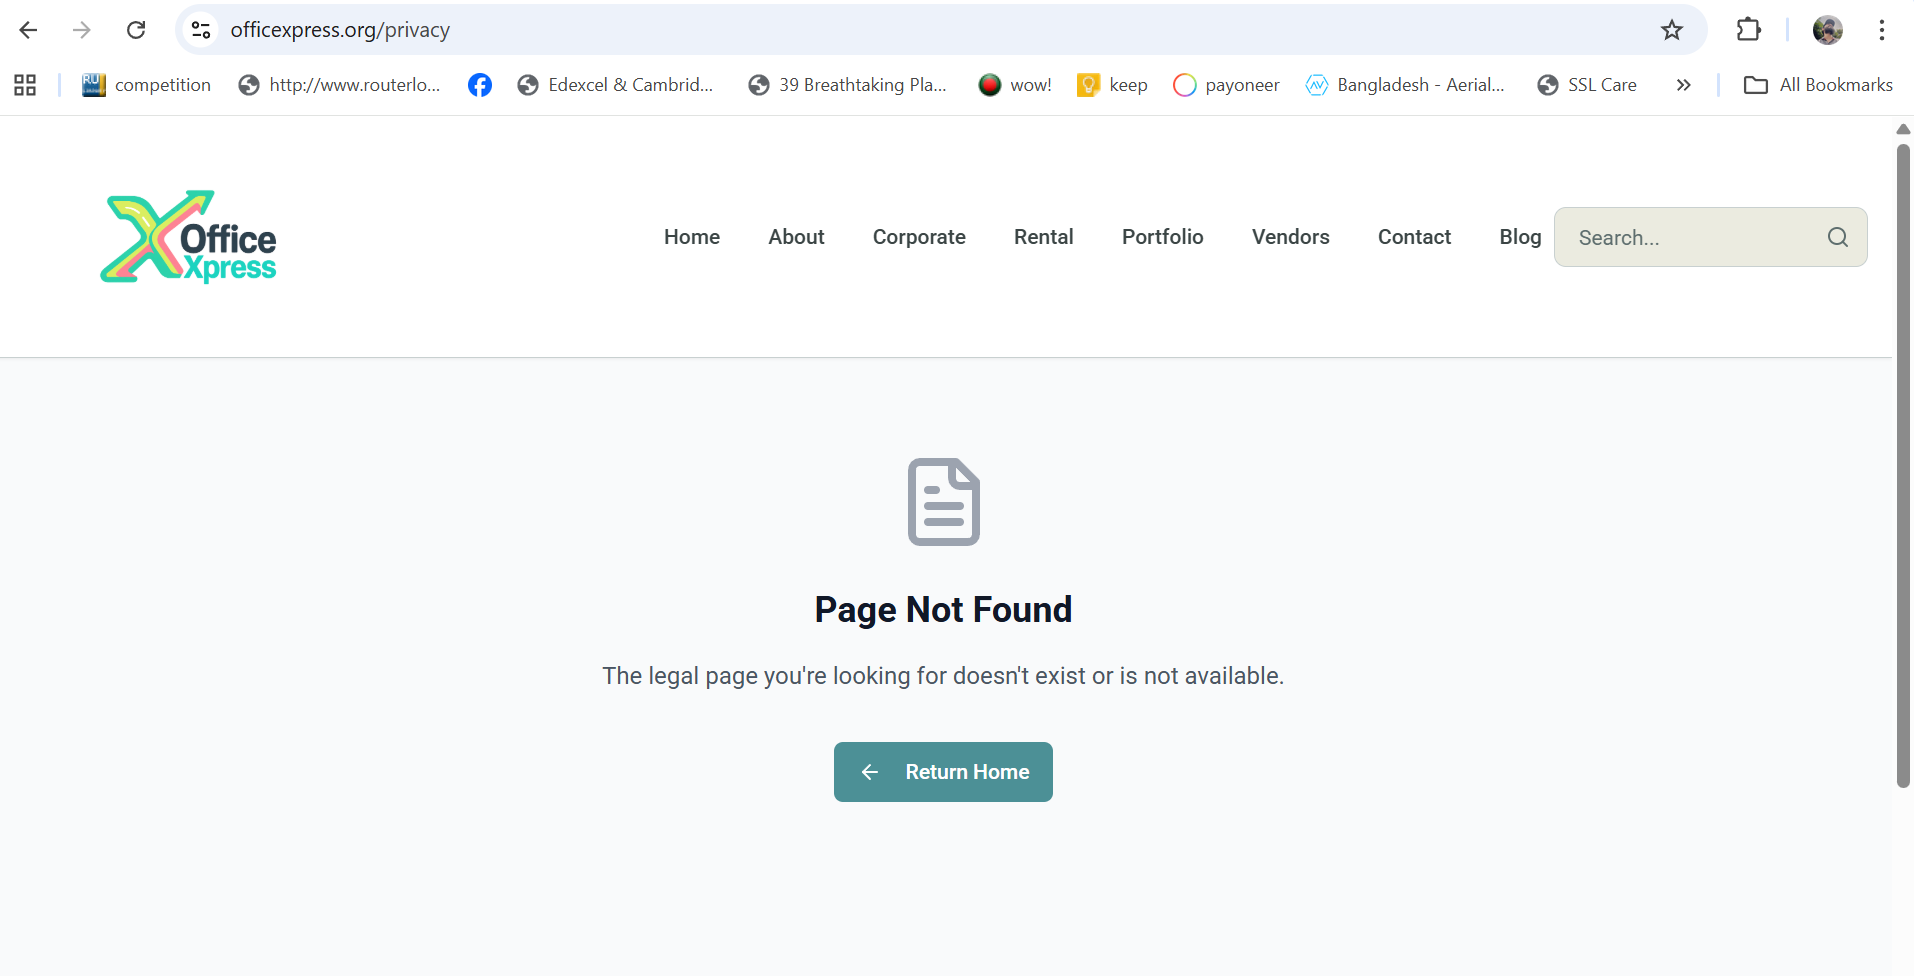 officexpress.org/privacy
competition
http://www.routerlo...
Edexcel & Cambrid...
39 Breathtaking Pla...
wow!
keep
payoneer
Bangladesh - Aerial...
SSL Care
All Bookmarks
Office
Xpress
Home
About
Corporate
Rental
Portfolio
Vendors
Contact
Blog
Search...
Page Not Found
The legal page you're looking for doesn't exist or is not available.
Return Home